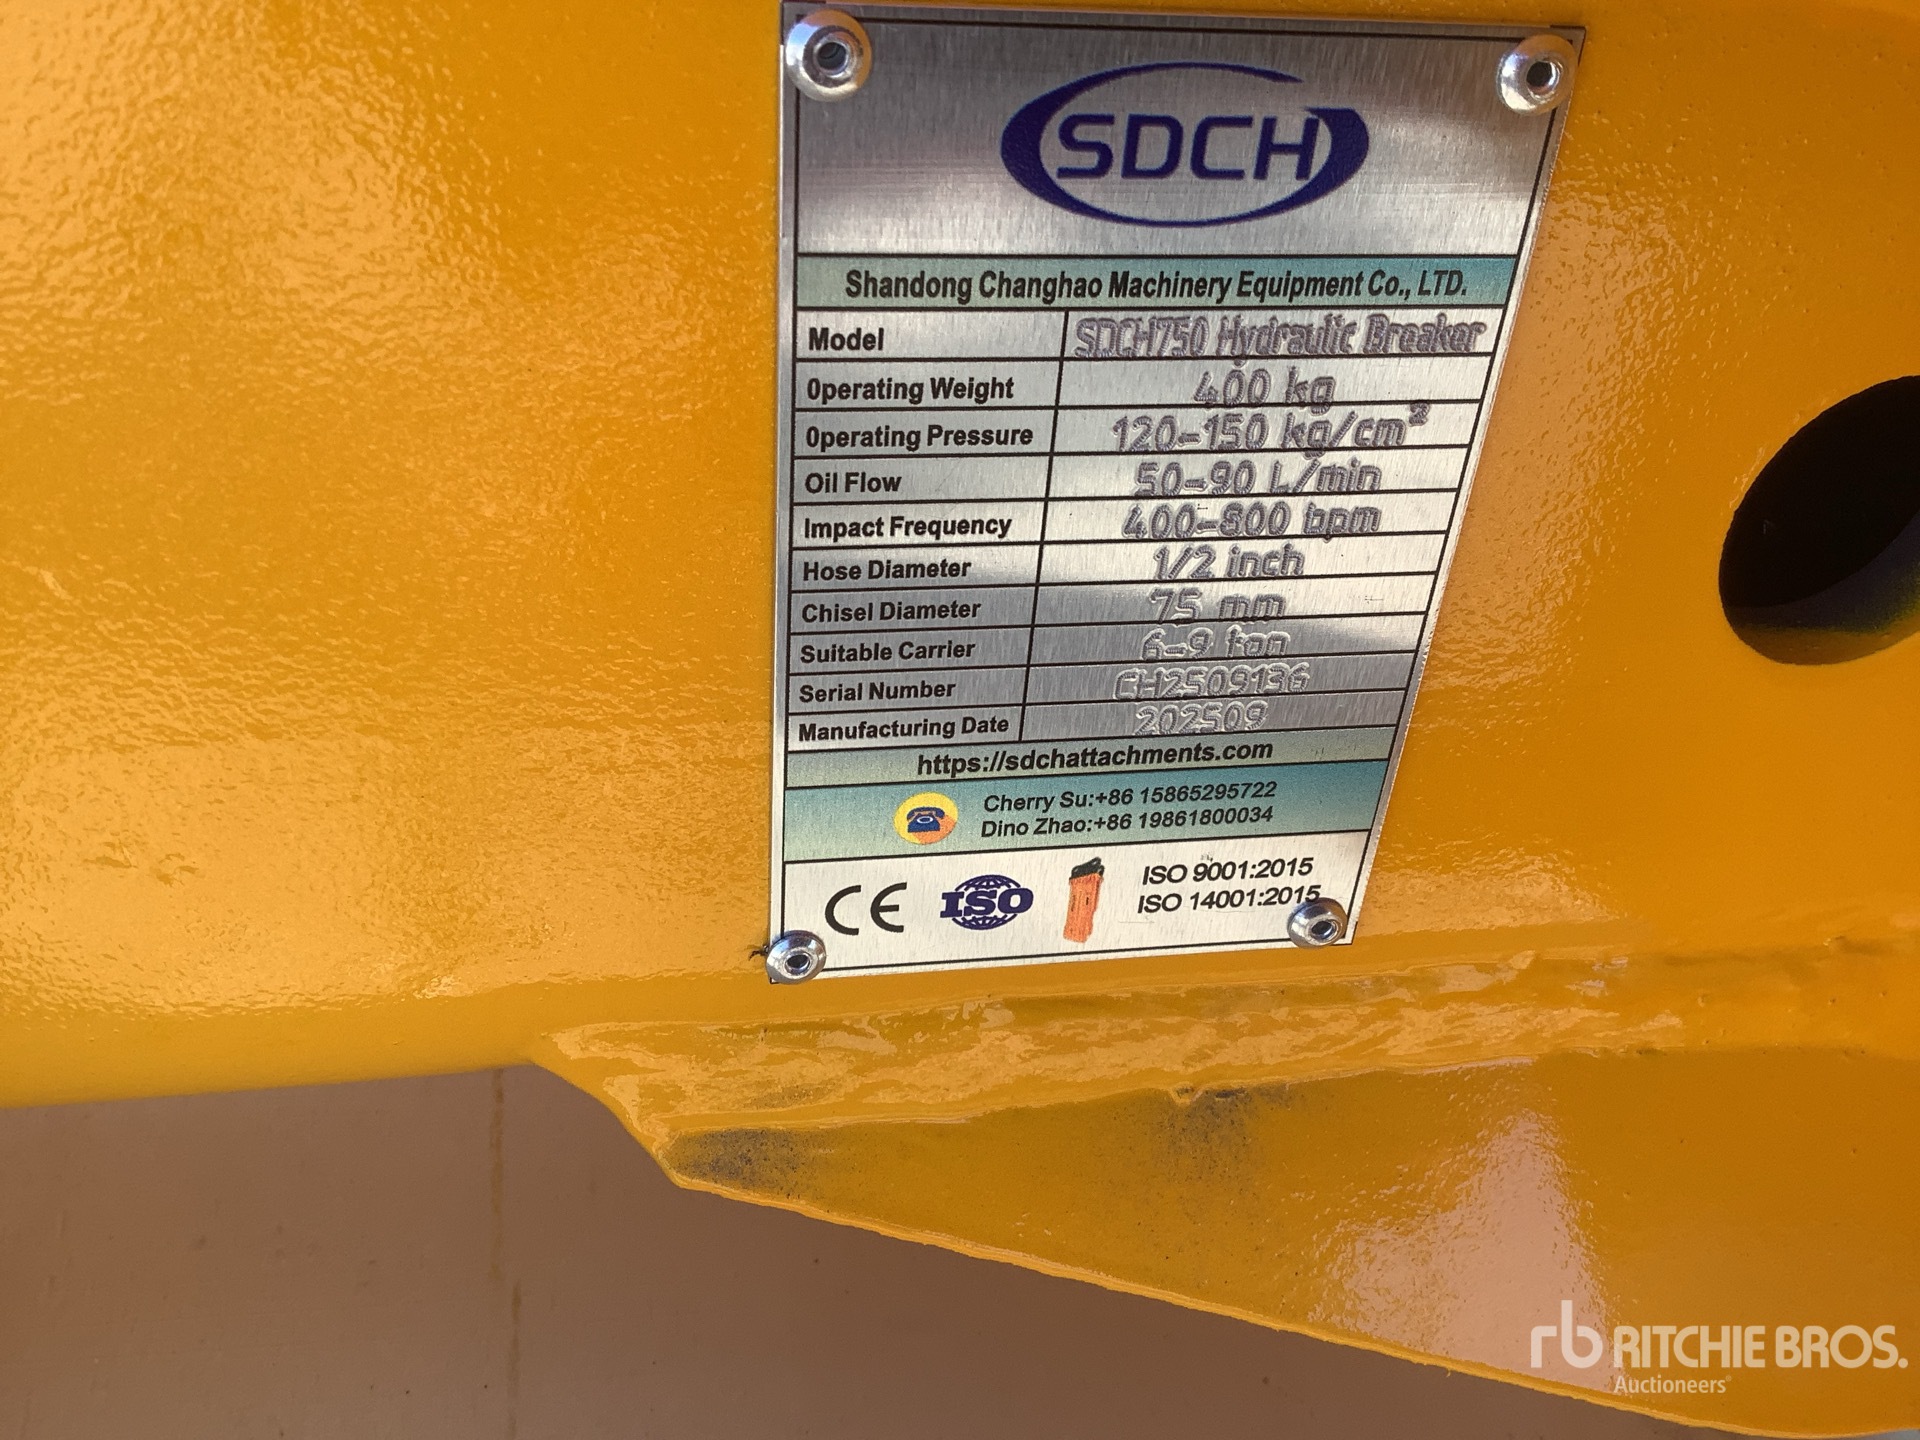 SDCH
Shandong Changhao Machinery Equipment Co., LTD.
Model SDCH750 Hydraulic Breaker
Operating Weight 400 kg
Operating Pressure 120-150 kg/cm²
Oil Flow 50-90 L/min
Impact Frequency 400-800 bpm
Hose Diameter 1/2 inch
Chisel Diameter 75 mm
Suitable Carrier 6-9 ton
Serial Number CH2509136
Manufacturing Date 202509
https://sdchattachments.com
Cherry Su:+86 15865295722
Dino Zhao:+86 19861800034
CE ISO
ISO 9001:2015
ISO 14001:2015
rb RITCHIE BROS.
Auctioneers